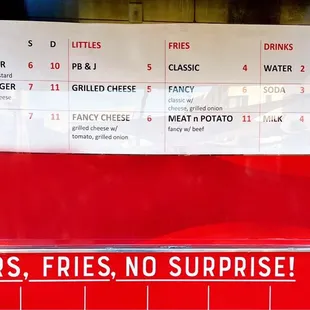 S D LITTLES FRIES DRINKS
R 6 10 PB & J 5 CLASSIC 4 WATER 2
ustard
GER 7 11 GRILLED CHEESE 5 FANCY 6 SODA 3
cheese classic w/
cheese, grilled onion
7 11 FANCY CHEESE 6 MEAT n POTATO 11 MILK 4
grilled cheese w/ fancy w/ beef
tomato, grilled onion
RS, FRIES, NO SURPRISE!